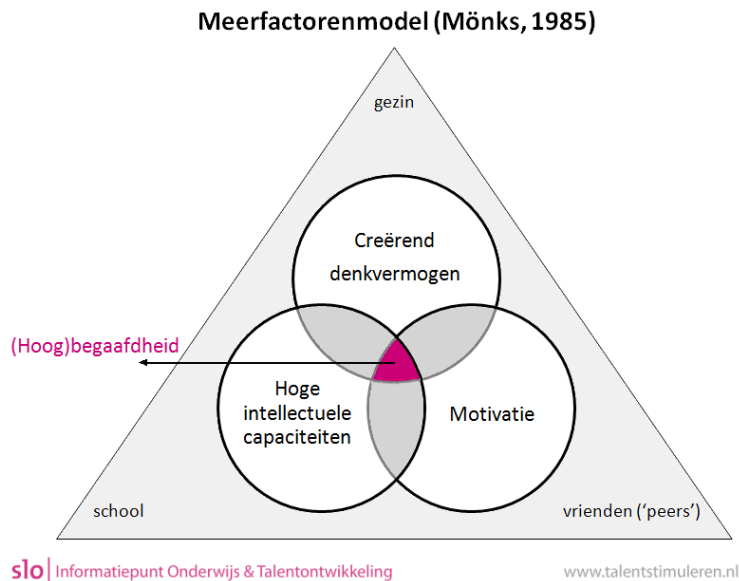 Meerfactorenmodel (Mönks, 1985)
gezin
Creërend
denkvermogen
(Hoog)begaafdheid
Hoge
intellectuele
capaciteiten
Motivatie
school
vrienden (‘peers’)
slo | Informatiepunt Onderwijs & Talentontwikkeling
www.talentstimuleren.nl